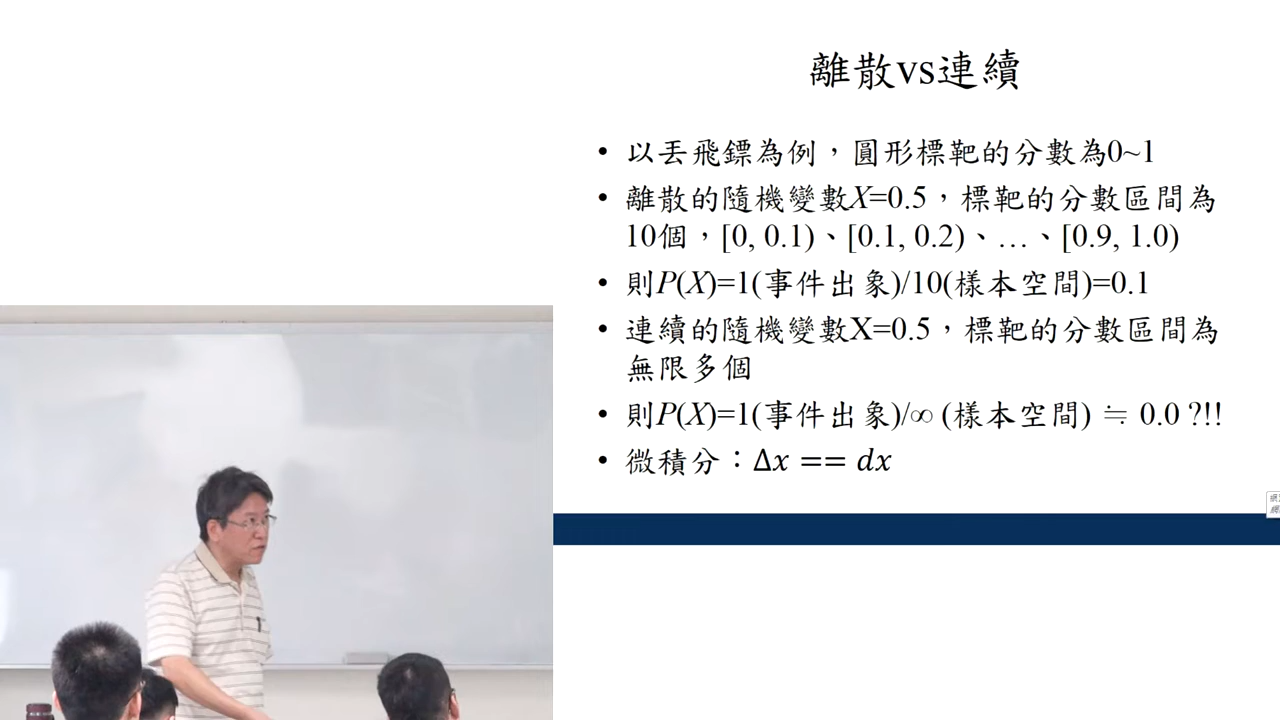 離散vs連續
• 以丟飛鏢為例，圓形標靶的分數為0~1
• 離散的隨機變數X=0.5，標靶的分數區間為
10個，[0, 0.1)、[0.1, 0.2)、…、[0.9, 1.0)
• 則P(X)=1(事件出象)/10(樣本空間)=0.1
• 連續的隨機變數X=0.5，標靶的分數區間為
無限多個
• 則P(X)=1(事件出象)/∞ (樣本空間) ≒ 0.0 ?!!
• 微積分：Δx == dx